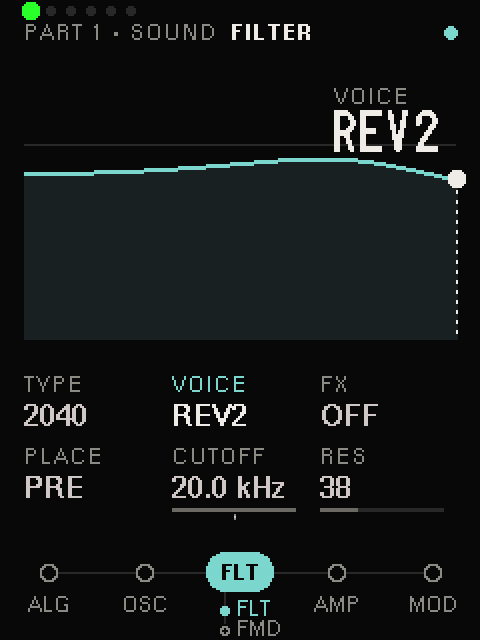 PART 1 · SOUND FILTER
VOICE
REV2
TYPE VOICE FX
2040 REV2 OFF
PLACE CUTOFF RES
PRE 20.0 kHz 38
FLT
ALG OSC FLT AMP MOD
FMD